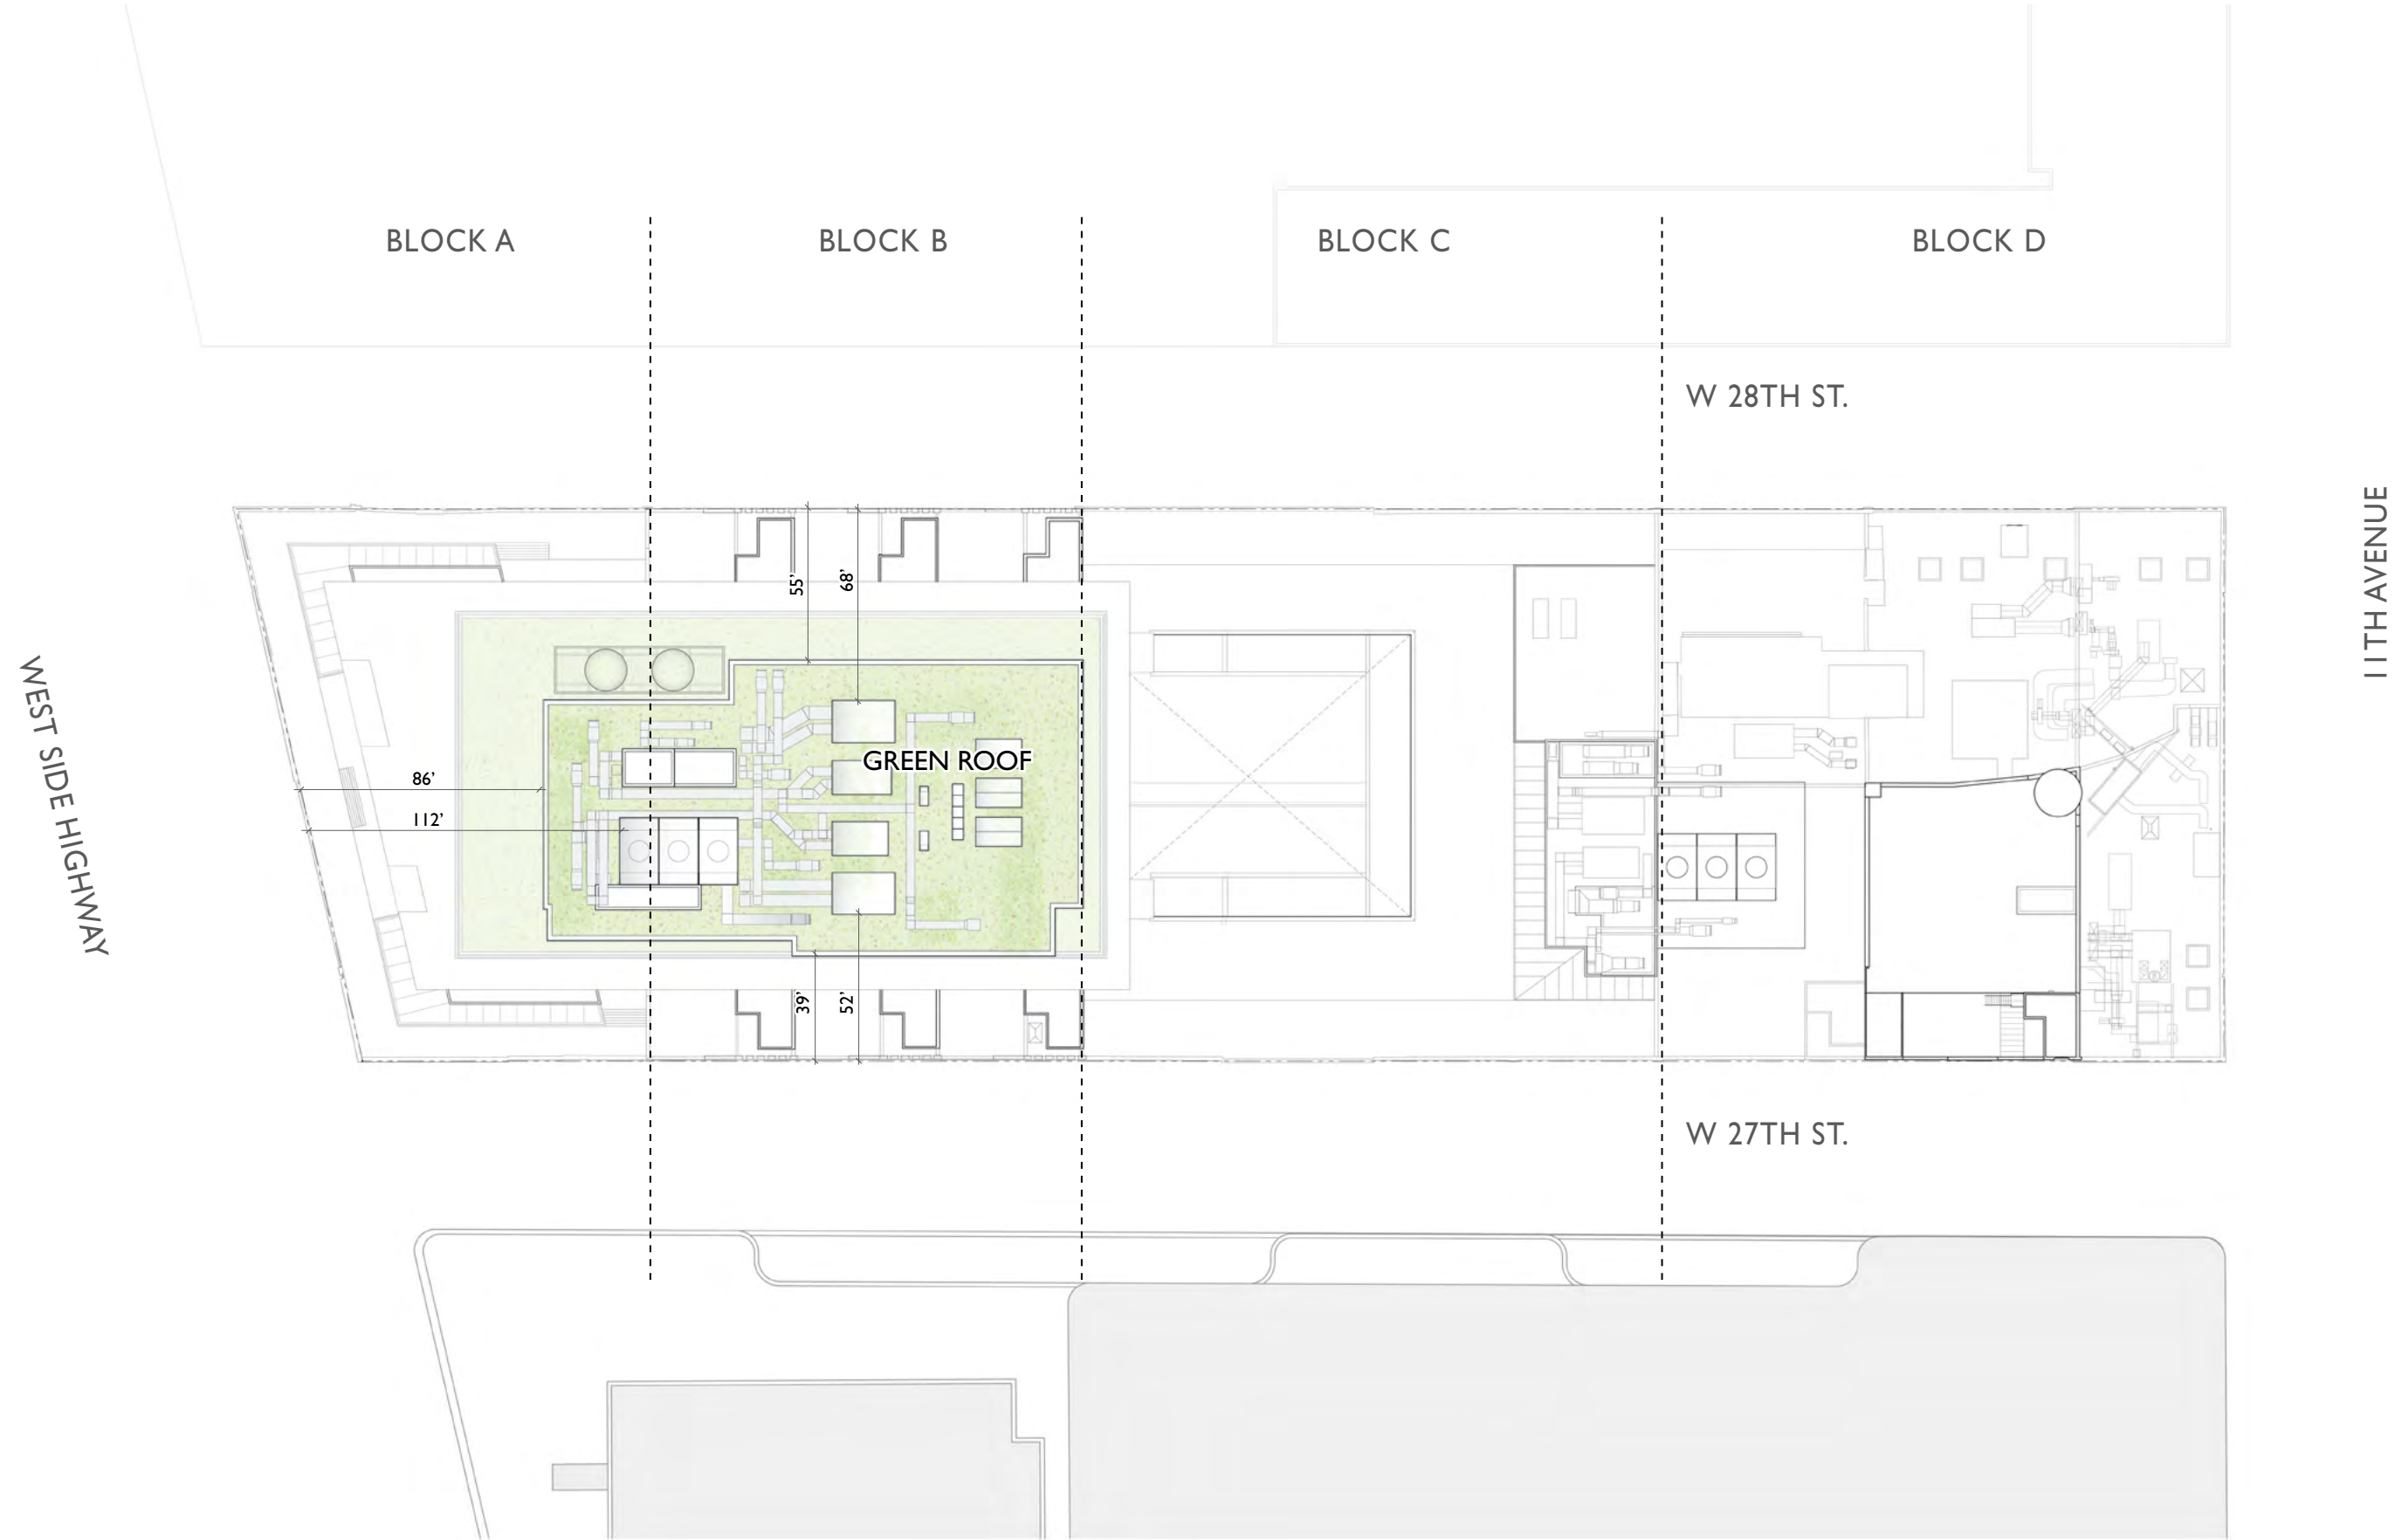 BLOCK A
BLOCK B
BLOCK C
BLOCK D
W 28TH ST.
11TH AVENUE
55’
68’
WEST SIDE HIGHWAY
GREEN ROOF
86’
112’
39’
52’
W 27TH ST.